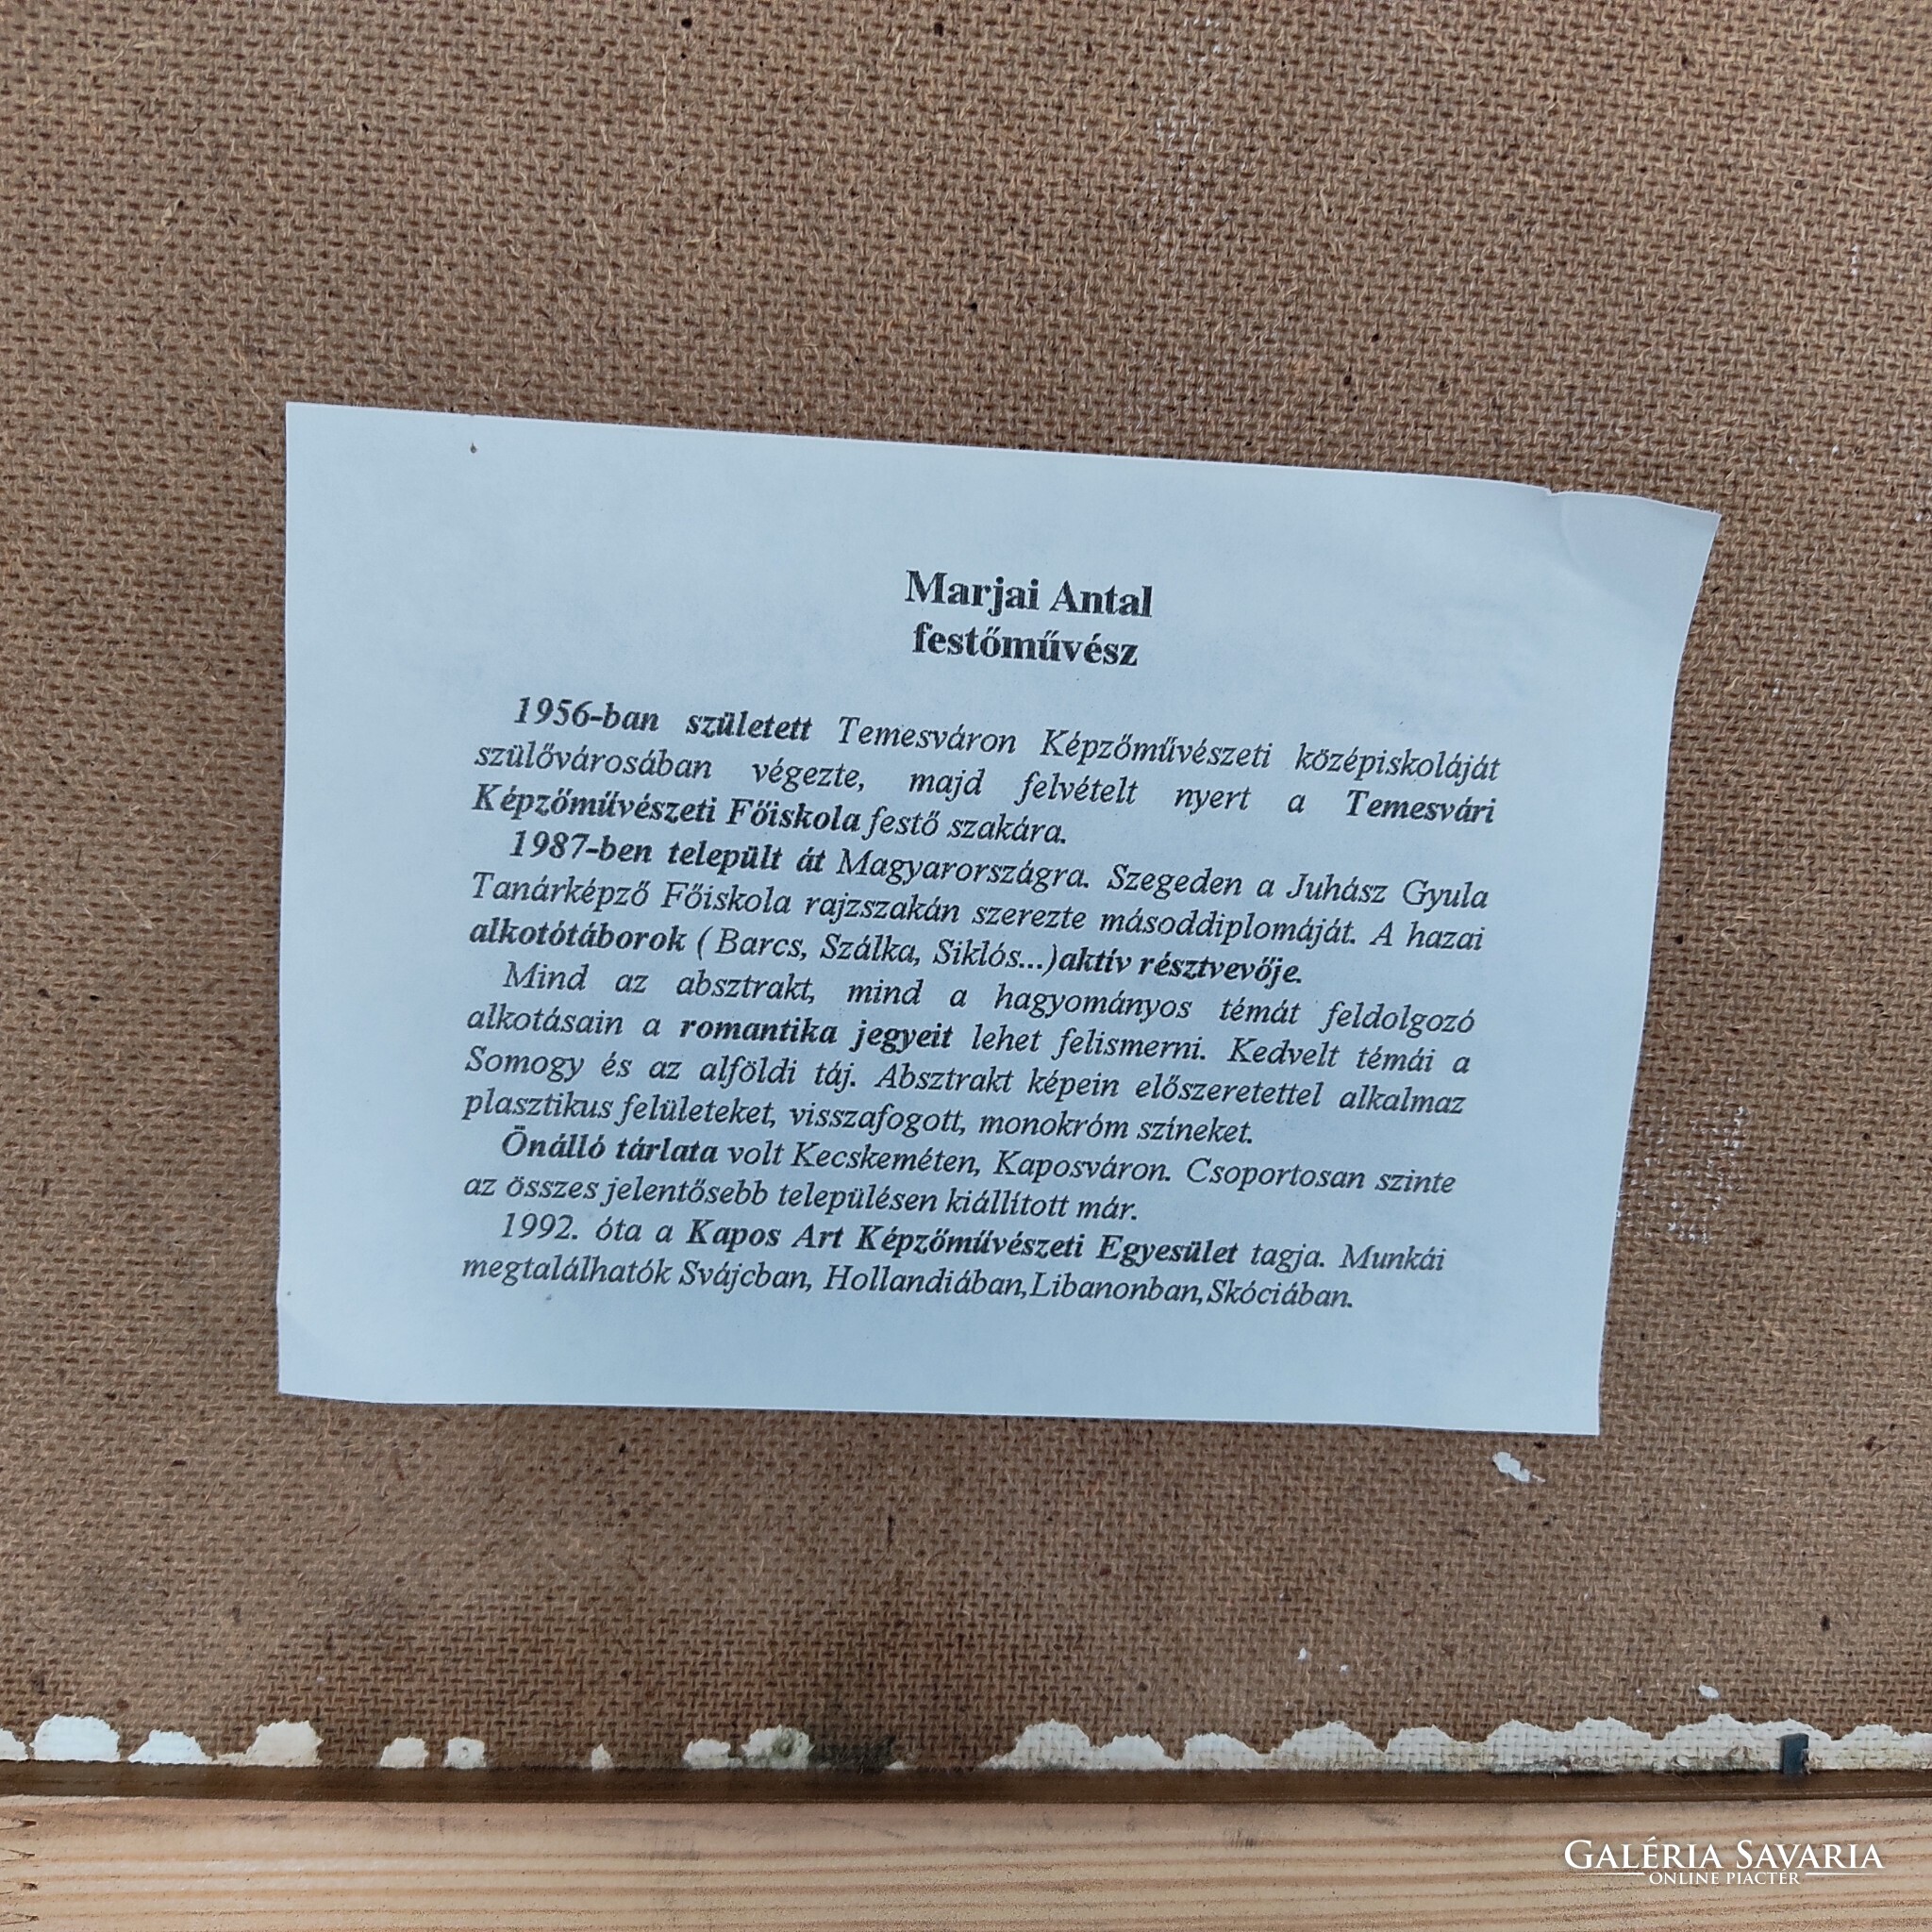 Marjai Antal
festőművész
1956-ban született Temesváron Képzőművészeti középiskoláját
szülővárosában végezte, majd felvételt nyert a Temesvári
Képzőművészeti Főiskola festő szakára.
1987-ben települt át Magyarországra. Szegeden a Juhász Gyula
Tanárképző Főiskola rajzszakán szerezte másoddiplomáját. A hazai
alkotótáborok ( Barcs, Szálka, Siklós...)aktív résztvevője.
Mind az absztrakt, mind a hagyományos témát feldolgozó
alkotásain a romantika jegyeit lehet felismerni. Kedvelt témái a
Somogy és az alföldi táj. Absztrakt képein előszeretettel alkalmaz
plasztikus felületeket, visszafogott, monokróm színeket.
Önálló tárlata volt Kecskeméten, Kaposváron. Csoportosan szinte
az összes jelentősebb településen kiállított már.
1992. óta a Kapos Art Képzőművészeti Egyesület tagja. Munkái
megtalálhatók Svájcban, Hollandiában,Libanonban,Skóciában.
GALÉRIA SAVARIA
ONLINE PIACTÉR